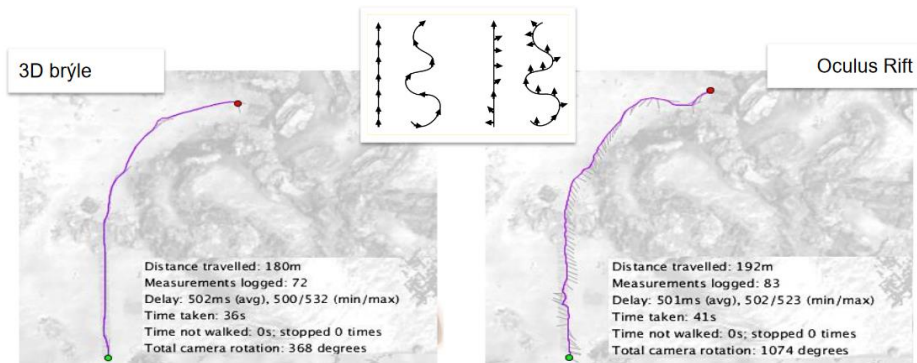 3D brýle
Oculus Rift
Distance travelled: 180m
Measurements logged: 72
Delay: 502ms (avg), 500/532 (min/max)
Time taken: 36s
Time not walked: 0s; stopped 0 times
Total camera rotation: 368 degrees
Distance travelled: 192m
Measurements logged: 83
Delay: 501ms (avg), 502/523 (min/max)
Time taken: 41s
Time not walked: 0s; stopped 0 times
Total camera rotation: 1074 degrees